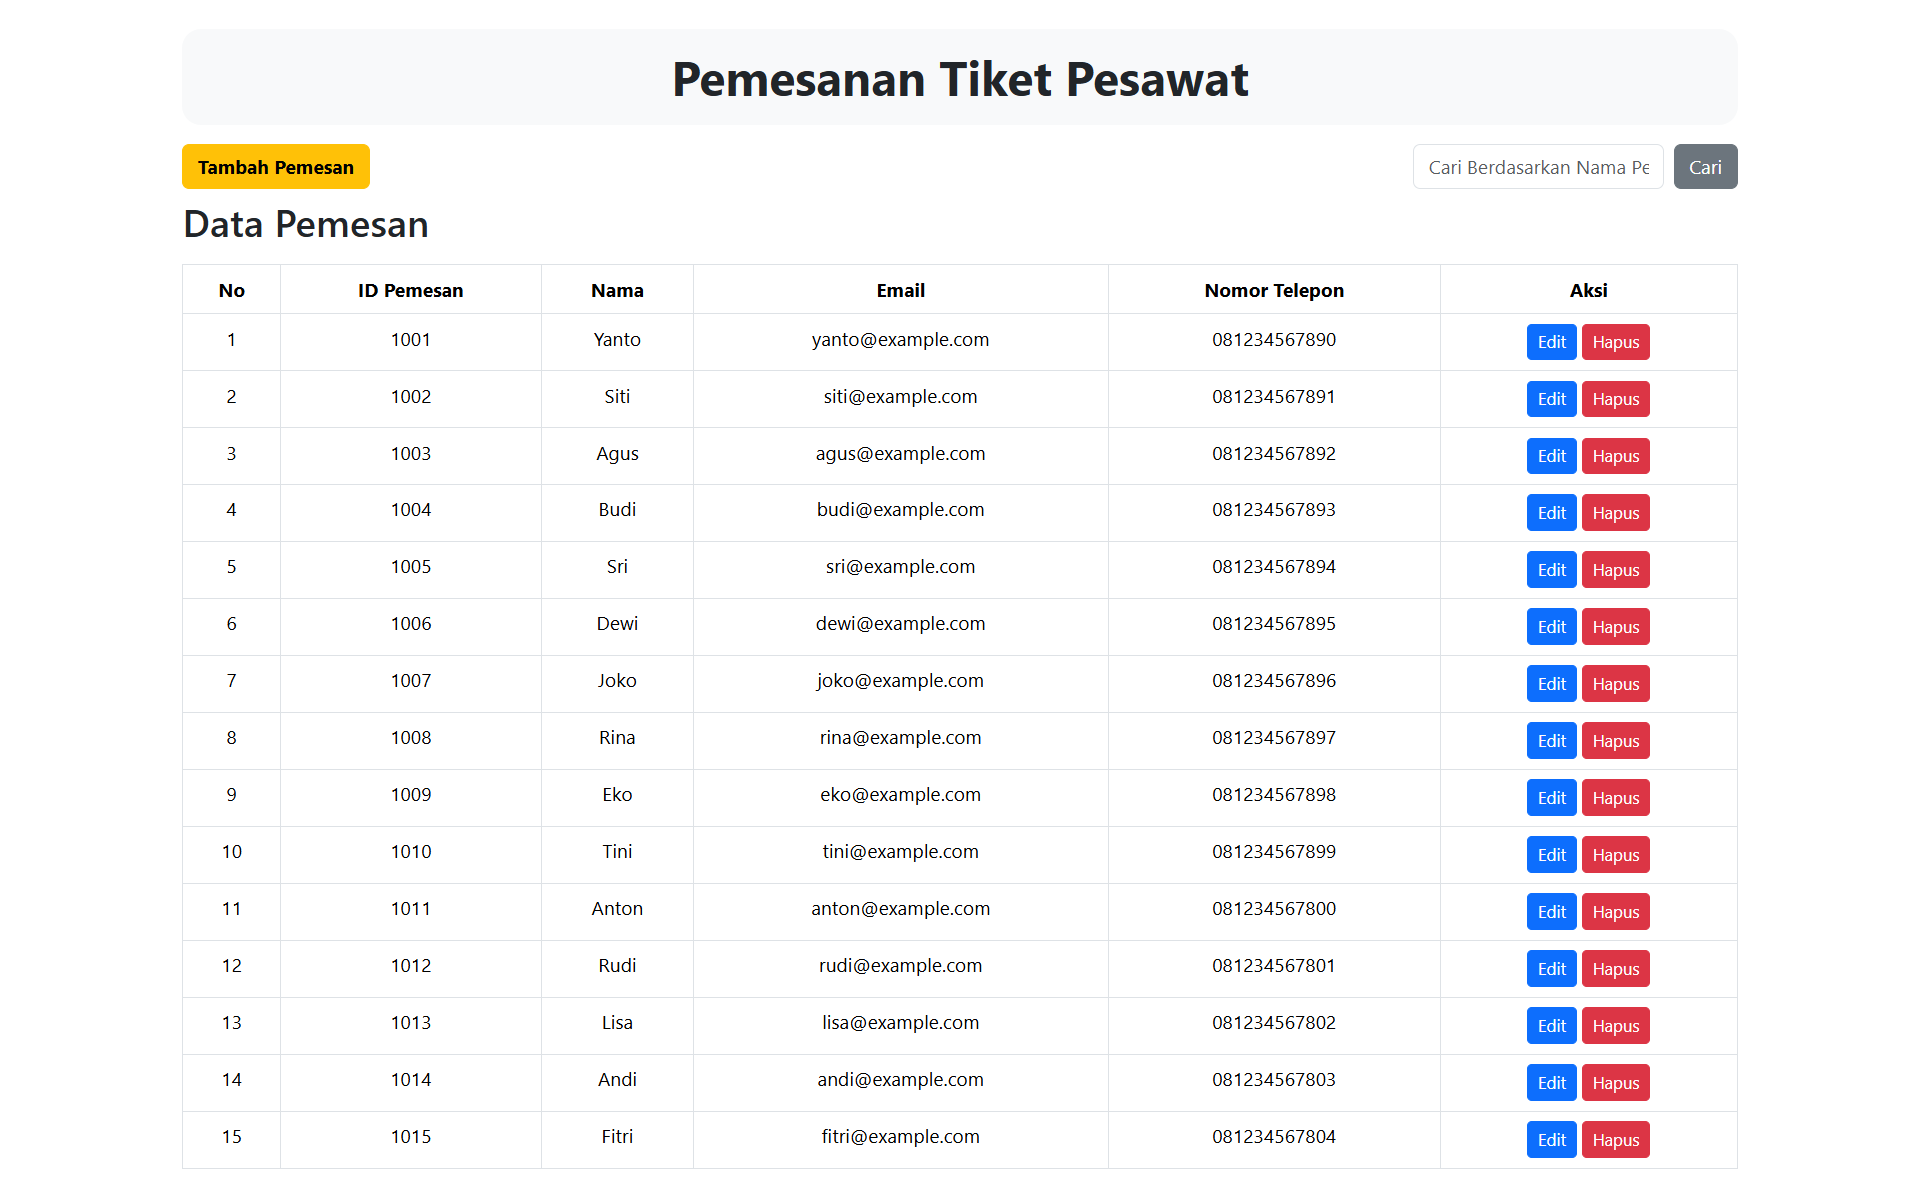 Pemesanan Tiket Pesawat
Tambah Pemesan
Cari Berdasarkan Nama Pe
Cari
Data Pemesan
No ID Pemesan Nama Email Nomor Telepon Aksi
1 1001 Yanto yanto@example.com 081234567890 Edit Hapus
2 1002 Siti siti@example.com 081234567891 Edit Hapus
3 1003 Agus agus@example.com 081234567892 Edit Hapus
4 1004 Budi budi@example.com 081234567893 Edit Hapus
5 1005 Sri sri@example.com 081234567894 Edit Hapus
6 1006 Dewi dewi@example.com 081234567895 Edit Hapus
7 1007 Joko joko@example.com 081234567896 Edit Hapus
8 1008 Rina rina@example.com 081234567897 Edit Hapus
9 1009 Eko eko@example.com 081234567898 Edit Hapus
10 1010 Tini tini@example.com 081234567899 Edit Hapus
11 1011 Anton anton@example.com 081234567800 Edit Hapus
12 1012 Rudi rudi@example.com 081234567801 Edit Hapus
13 1013 Lisa lisa@example.com 081234567802 Edit Hapus
14 1014 Andi andi@example.com 081234567803 Edit Hapus
15 1015 Fitri fitri@example.com 081234567804 Edit Hapus